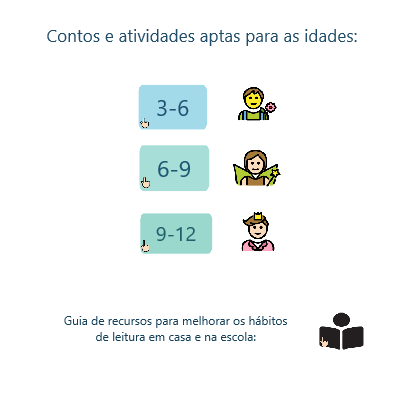 Contos e atividades aptas para as idades:
3-6
6-9
9-12
Guia de recursos para melhorar os hábitos
de leitura em casa e na escola: